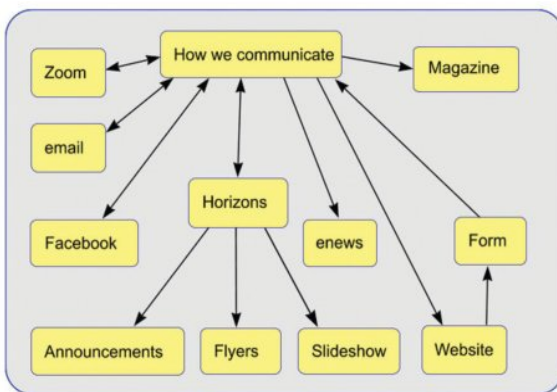 How we communicate
Zoom
Magazine
email
Horizons
Facebook
enews
Form
Announcements
Flyers
Slideshow
Website